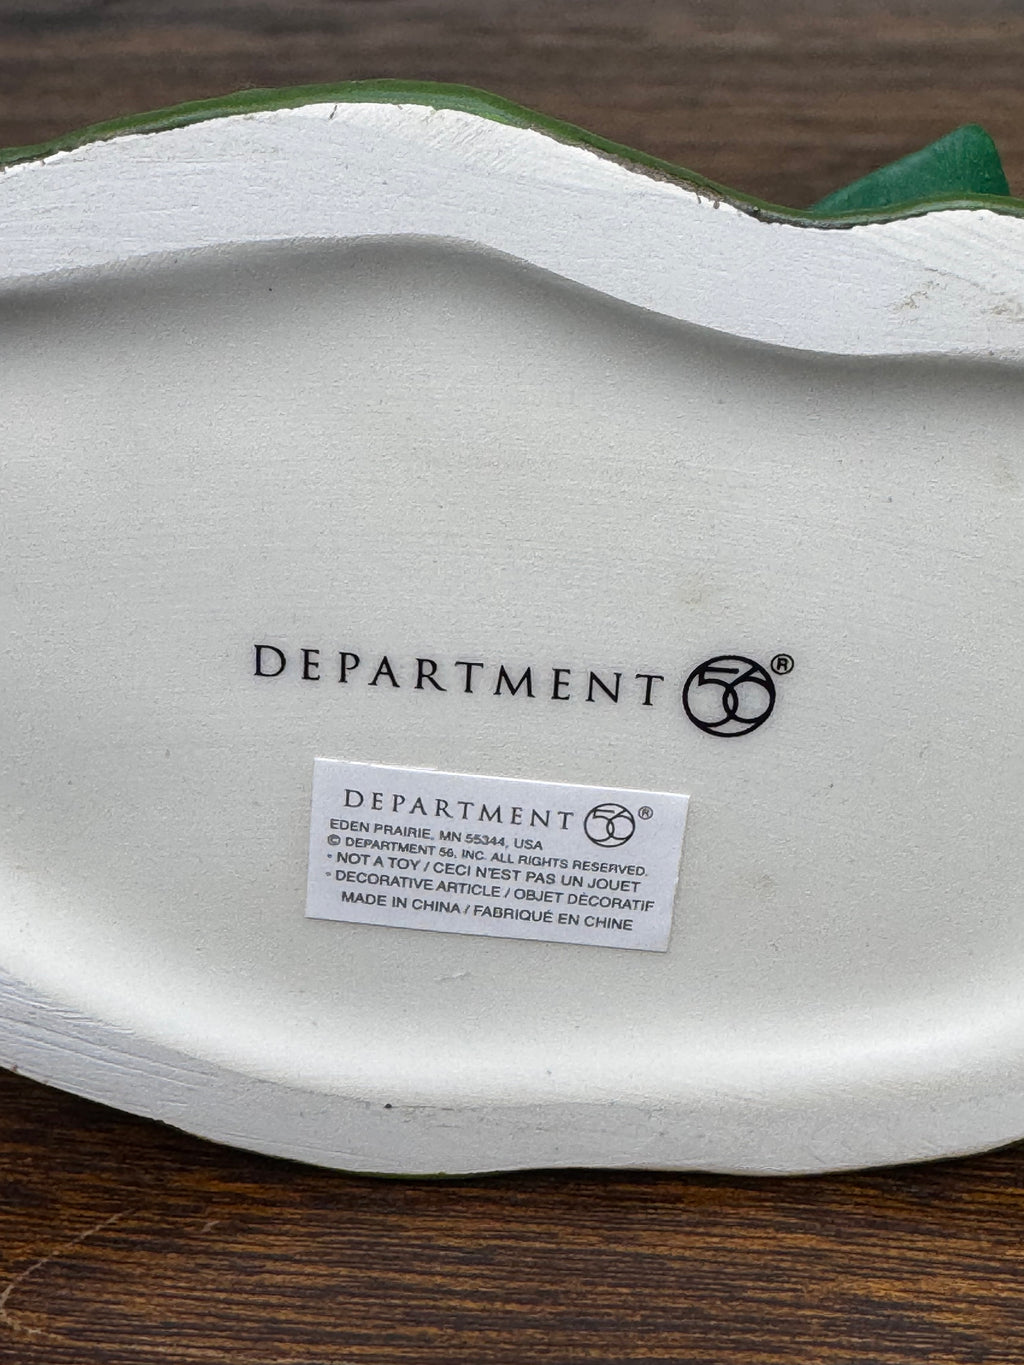 DEPARTMENT 56®
DEPARTMENT 56®
EDEN PRAIRIE, MN 55344, USA
© DEPARTMENT 56, INC. ALL RIGHTS RESERVED.
• NOT A TOY / CECI N'EST PAS UN JOUET
• DECORATIVE ARTICLE / OBJET DÉCORATIF
MADE IN CHINA / FABRIQUÉ EN CHINE